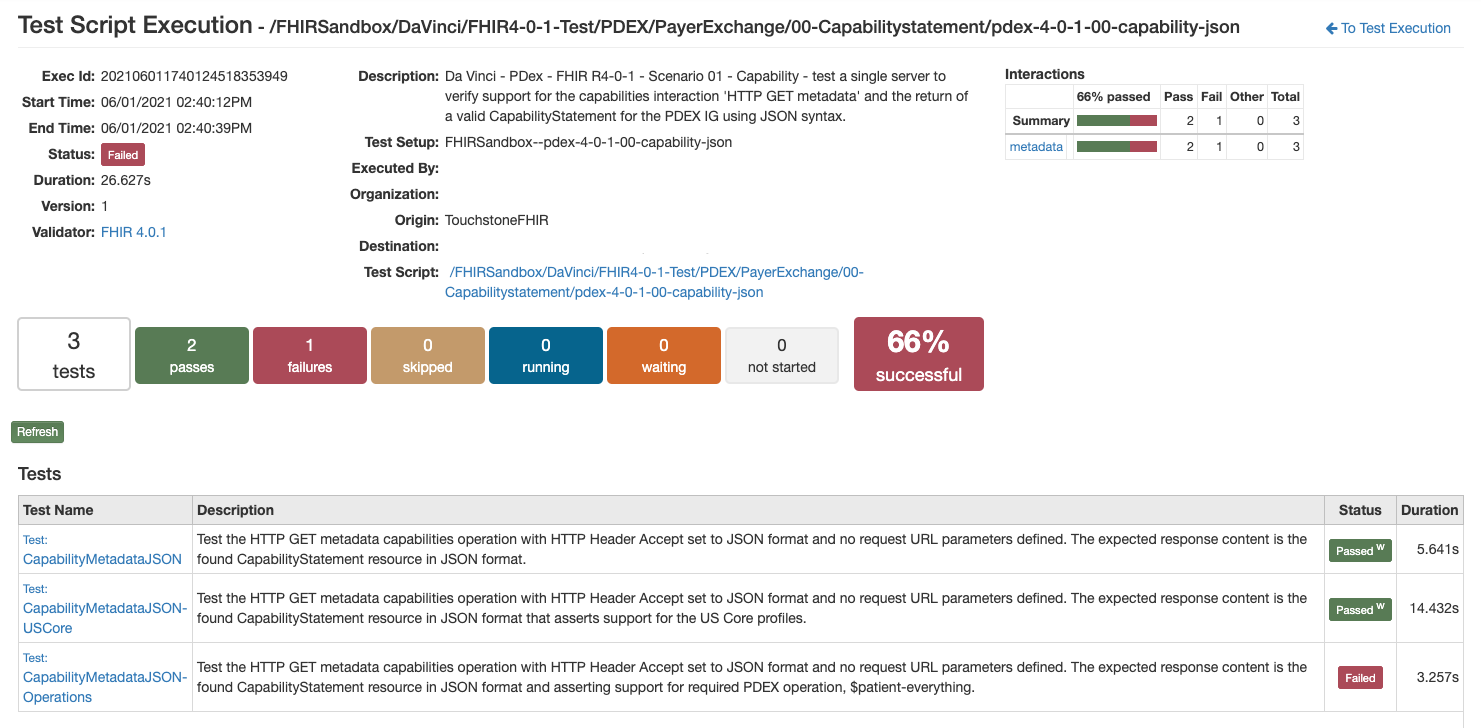 Test Script Execution - /FHIRSandbox/DaVinci/FHIR4-0-1-Test/PDEX/PayerExchange/00-Capabilitystatement/pdex-4-0-1-00-capability-json
To Test Execution
Exec Id: 20210601174012451835394​9
Start Time: 06/01/2021 02:40:12PM
End Time: 06/01/2021 02:40:39PM
Status: Failed
Duration: 26.627s
Version: 1
Validator: FHIR 4.0.1
Description: Da Vinci - PDex - FHIR R4-0-1 - Scenario 01 - Capability - test a single server to
verify support for the capabilities interaction 'HTTP GET metadata' and the return of
a valid CapabilityStatement for the PDEX IG using JSON syntax.
Test Setup: FHIRSandbox--pdex-4-0-1-00-capability-json
Executed By:
Organization:
Origin: TouchstoneFHIR
Destination:
Test Script: /FHIRSandbox/DaVinci/FHIR4-0-1-Test/PDEX/PayerExchange/00-
Capabilitystatement/pdex-4-0-1-00-capability-json
Interactions
66% passed Pass Fail Other Total
Summary 2 1 0 3
metadata 2 1 0 3
3
tests
2
passes
1
failures
0
skipped
0
running
0
waiting
0
not started
66%
successful
Refresh
Tests
Test Name Description Status Duration
Test:
CapabilityMetadataJSON
Test the HTTP GET metadata capabilities operation with HTTP Header Accept set to JSON format and no request URL parameters defined. The expected response content is the
found CapabilityStatement resource in JSON format.
Passed W
5.641s
Test:
CapabilityMetadataJSON-
USCore
Test the HTTP GET metadata capabilities operation with HTTP Header Accept set to JSON format and no request URL parameters defined. The expected response content is the
found CapabilityStatement resource in JSON format that asserts support for the US Core profiles.
Passed W
14.432s
Test:
CapabilityMetadataJSON-
Operations
Test the HTTP GET metadata capabilities operation with HTTP Header Accept set to JSON format and no request URL parameters defined. The expected response content is the
found CapabilityStatement resource in JSON format and asserting support for required PDEX operation, $patient-everything.
Failed
3.257s